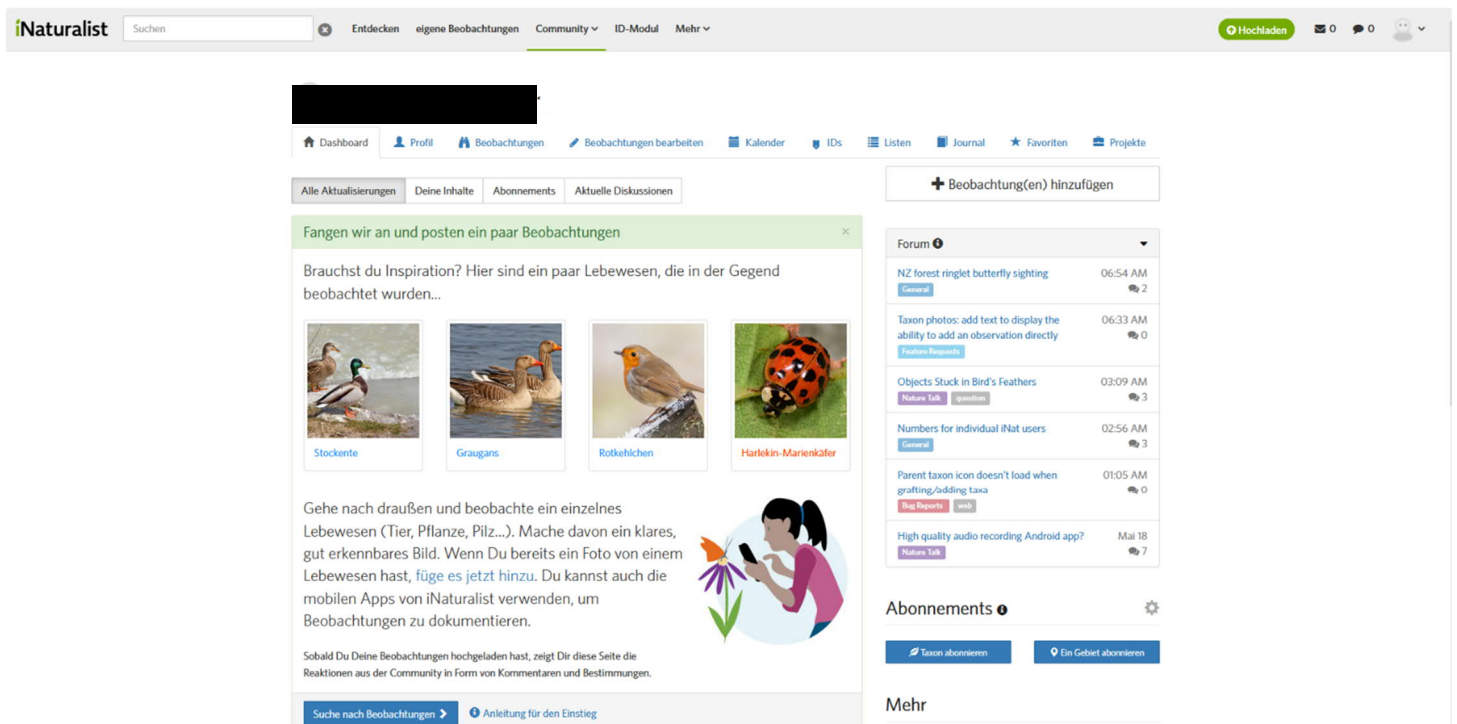 iNaturalist
Suchen
Entdecken
eigene Beobachtungen
Community
ID-Modul
Mehr
Hochladen
0
0
Dashboard
Profil
Beobachtungen
Beobachtungen bearbeiten
Kalender
IDs
Listen
Journal
Favoriten
Projekte
Alle Aktualisierungen
Deine Inhalte
Abonnements
Aktuelle Diskussionen
Fangen wir an und posten ein paar Beobachtungen
×
Brauchst du Inspiration? Hier sind ein paar Lebewesen, die in der Gegend
beobachtet wurden...
Stockente
Graugans
Rotkehlchen
Harlekin-Marienkäfer
Gehe nach draußen und beobachte ein einzelnes
Lebewesen (Tier, Pflanze, Pilz...). Mache davon ein klares,
gut erkennbares Bild. Wenn Du bereits ein Foto von einem
Lebewesen hast, füge es jetzt hinzu. Du kannst auch die
mobilen Apps von iNaturalist verwenden, um
Beobachtungen zu dokumentieren.
Sobald Du Deine Beobachtungen hochgeladen hast, zeigt Dir diese Seite die
Reaktionen aus der Community in Form von Kommentaren und Bestimmungen.
Suche nach Beobachtungen
Anleitung für den Einstieg
Beobachtung(en) hinzufügen
Forum
NZ forest ringlet butterfly sighting
06:54 AM
General
2
Taxon photos: add text to display the
06:33 AM
ability to add an observation directly
0
Feature Requests
Objects Stuck in Bird's Feathers
03:09 AM
Nature Talk
question
3
Numbers for individual iNat users
02:56 AM
General
3
Parent taxon icon doesn't load when
01:05 AM
grafting/adding taxa
0
Bug Reports
web
High quality audio recording Android app?
Mai 18
Nature Talk
7
Abonnements
Taxon abonnieren
Ein Gebiet abonnieren
Mehr